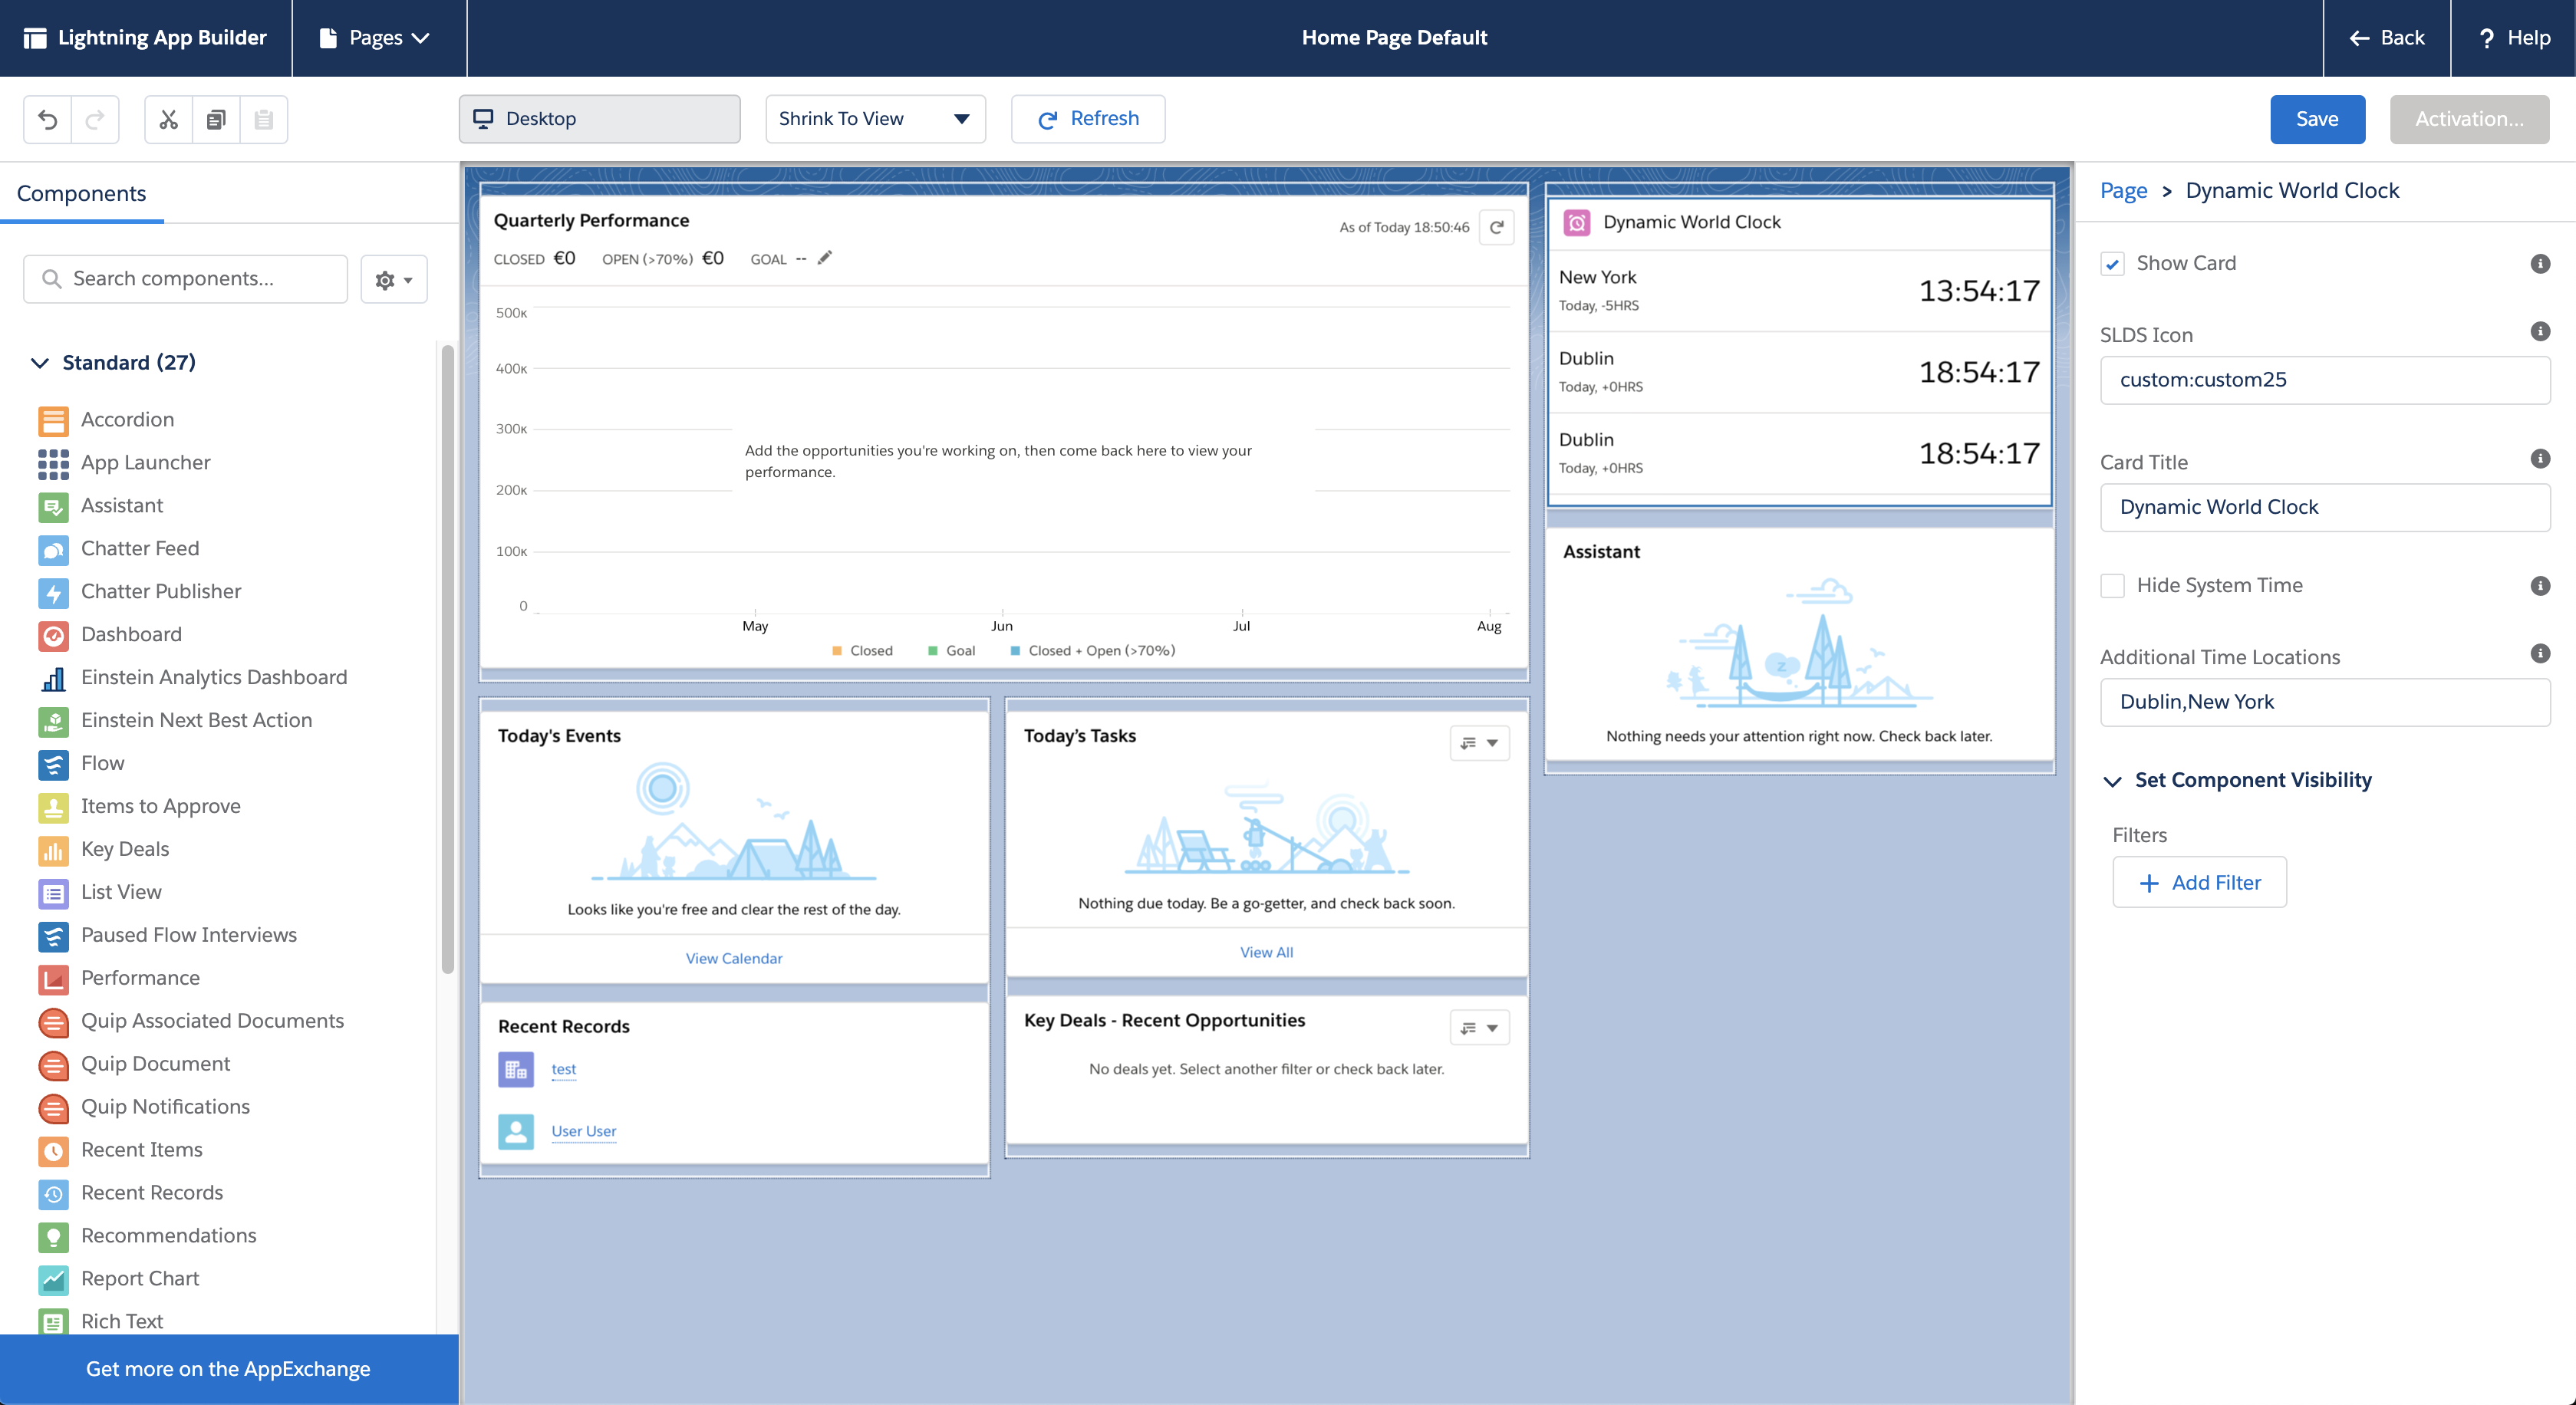 Lightning App Builder
Pages
Home Page Default
Back
? Help
Desktop
Shrink To View
Refresh
Save
Activation...
Components
Search components...
Standard (27)
Accordion
App Launcher
Assistant
Chatter Feed
Chatter Publisher
Dashboard
Einstein Analytics Dashboard
Einstein Next Best Action
Flow
Items to Approve
Key Deals
List View
Paused Flow Interviews
Performance
Quip Associated Documents
Quip Document
Quip Notifications
Recent Items
Recent Records
Recommendations
Report Chart
Rich Text
Get more on the AppExchange
Quarterly Performance
As of Today 18:50:46
CLOSED €0 OPEN (>70%) €0 GOAL --
500K
400K
300K
200K
100K
0
Add the opportunities you're working on, then come back here to view your
performance.
May Jun Jul Aug
Closed Goal Closed + Open (>70%)
Today's Events
Looks like you're free and clear the rest of the day.
View Calendar
Recent Records
test
User User
Today’s Tasks
Nothing due today. Be a go-getter, and check back soon.
View All
Key Deals - Recent Opportunities
No deals yet. Select another filter or check back later.
Dynamic World Clock
New York
Today, -5HRS
13:54:17
Dublin
Today, +0HRS
18:54:17
Dublin
Today, +0HRS
18:54:17
Assistant
z
Nothing needs your attention right now. Check back later.
Page > Dynamic World Clock
Show Card
SLDS Icon
custom:custom25
Card Title
Dynamic World Clock
Hide System Time
Additional Time Locations
Dublin,New York
Set Component Visibility
Filters
+ Add Filter